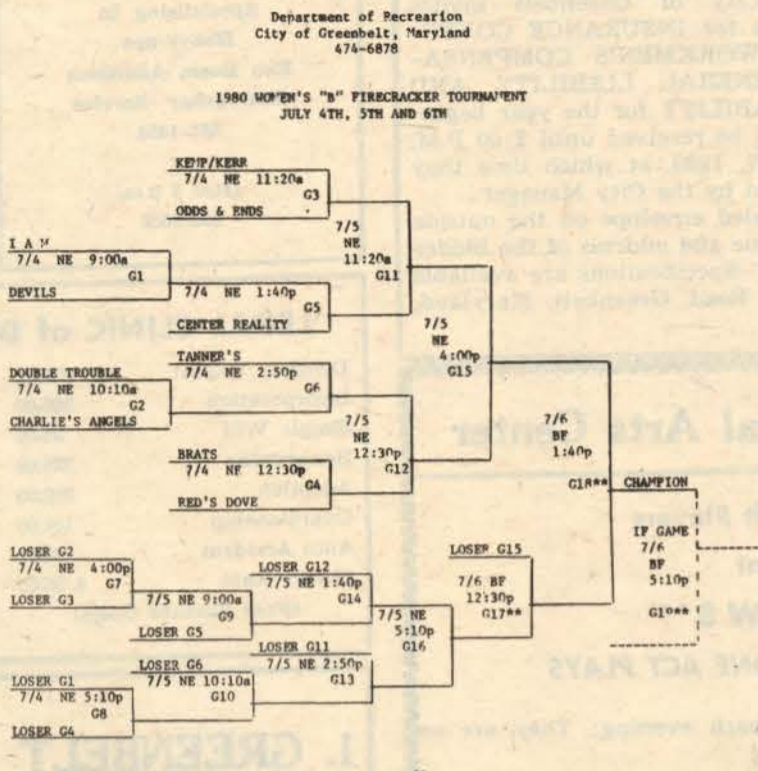 Department of Recrearion
City of Greenbelt, Maryland
474-6878
1980 WOMEN'S "B" FIRECRACKER TOURNAMENT
JULY 4TH, 5TH AND 6TH
KEMP/KERR
7/4 NE 11:20a
G3
ODDS & ENDS
7/5
NE
11:20a
G11
I A M
7/4 NE 9:00a
G1
DEVILS
7/4 NE 1:40p
G5
CENTER REALITY
7/5
NE
4:00p
G15
TANNER'S
7/4 NE 2:50p
G6
DOUBLE TROUBLE
7/4 NE 10:10a
G2
CHARLIE'S ANGELS
7/5
NE
12:30p
G12
BRATS
7/4 NE 12:30p
G4
RED'S DOVE
7/6
BF
1:40p
G18**
CHAMPION
IF GAME
7/6
BF
5:10p
G19**
LOSER G2
7/4 NE 4:00p
G7
LOSER G3
7/5 NE 9:00a
G9
LOSER G5
LOSER G12
7/5 NE 1:40p
G14
LOSER G11
LOSER G15
7/6 BF
12:30p
G17**
7/5 NE
5:10p
G16
LOSER G6
7/5 NE 10:10a
G10
7/5 NE 2:50p
G13
LOSER G1
7/4 NE 5:10p
G8
LOSER G4